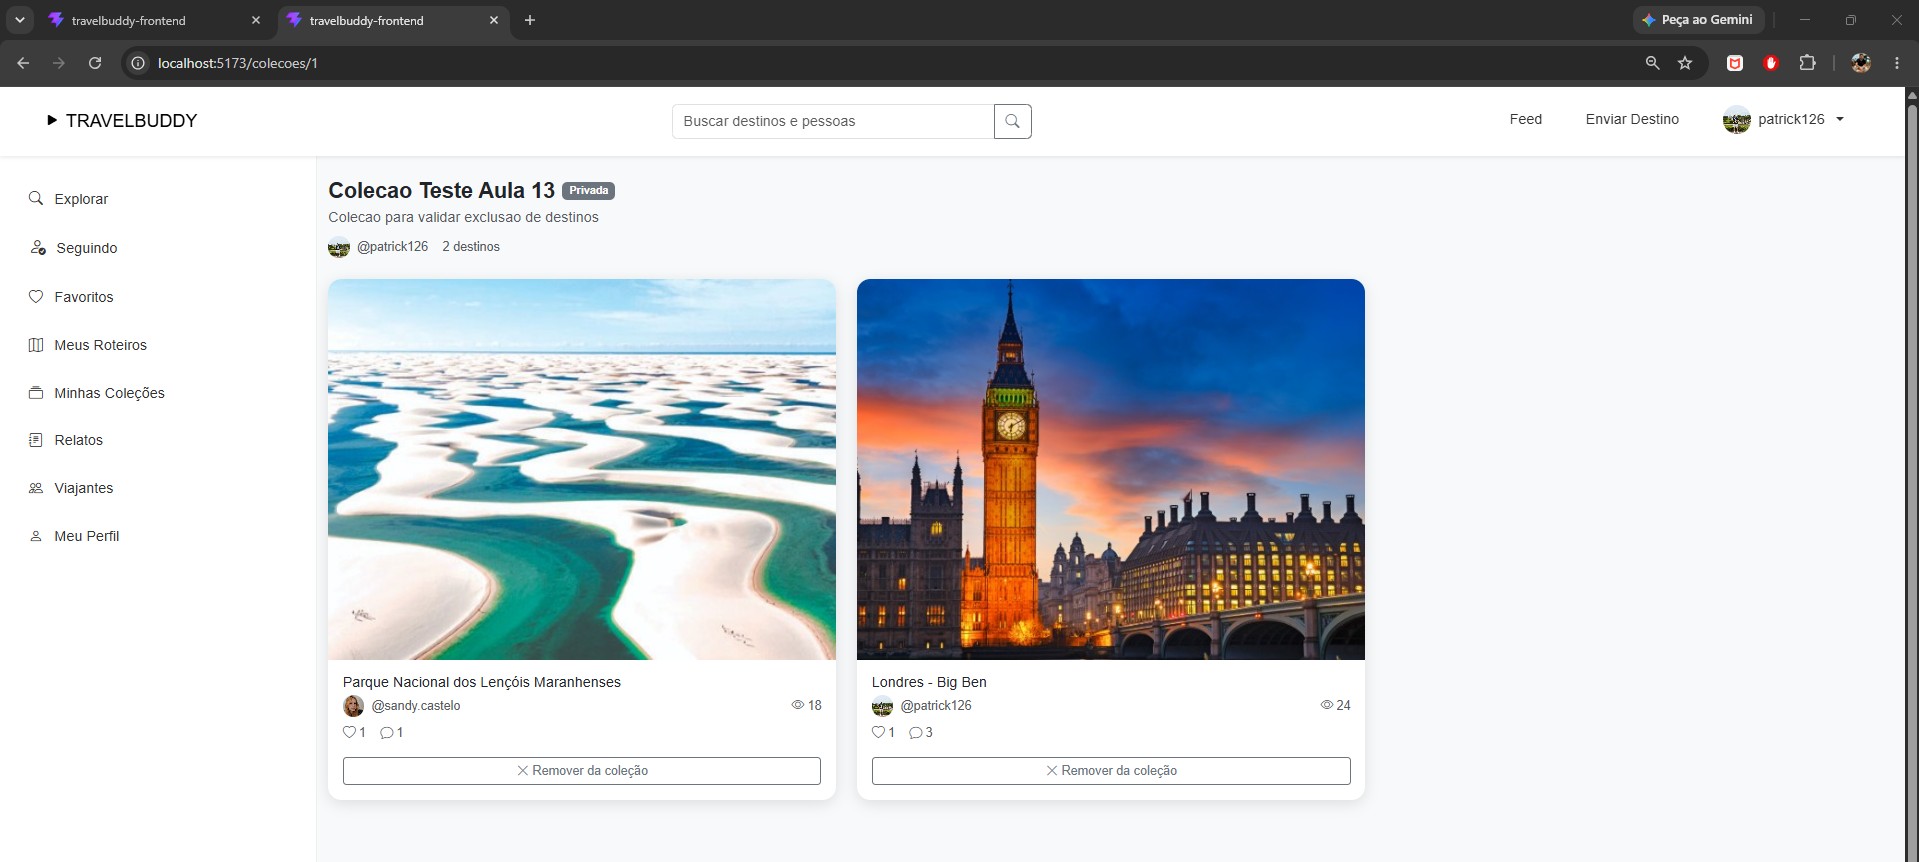 travelbuddy-frontend
travelbuddy-frontend
Peça ao Gemini
localhost:5173/colecoes/1
TRAVELBUDDY
Buscar destinos e pessoas
Feed
Enviar Destino
patrick126
Explorar
Seguindo
Favoritos
Meus Roteiros
Minhas Coleções
Relatos
Viajantes
Meu Perfil
Colecao Teste Aula 13 Privada
Colecao para validar exclusao de destinos
@patrick126 2 destinos
Parque Nacional dos Lençóis Maranhenses
@sandy.castelo 18
1 1
Remover da coleção
Londres - Big Ben
@patrick126 24
1 3
Remover da coleção